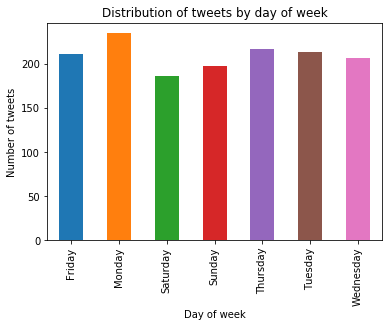 Distribution of tweets by day of week
Number of tweets
200
150
100
50
0
Friday
Monday
Saturday
Sunday
Thursday
Tuesday
Wednesday
Day of week